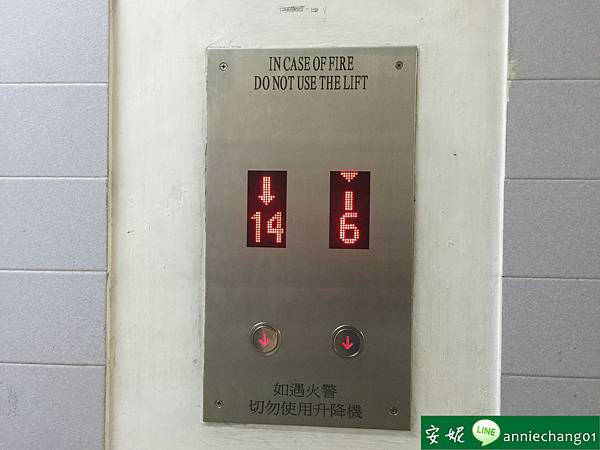 IN CASE OF FIRE
DO NOT USE THE LIFT
14 6
如遇火警
切勿使用升降機
安妮 LINE anniechang01